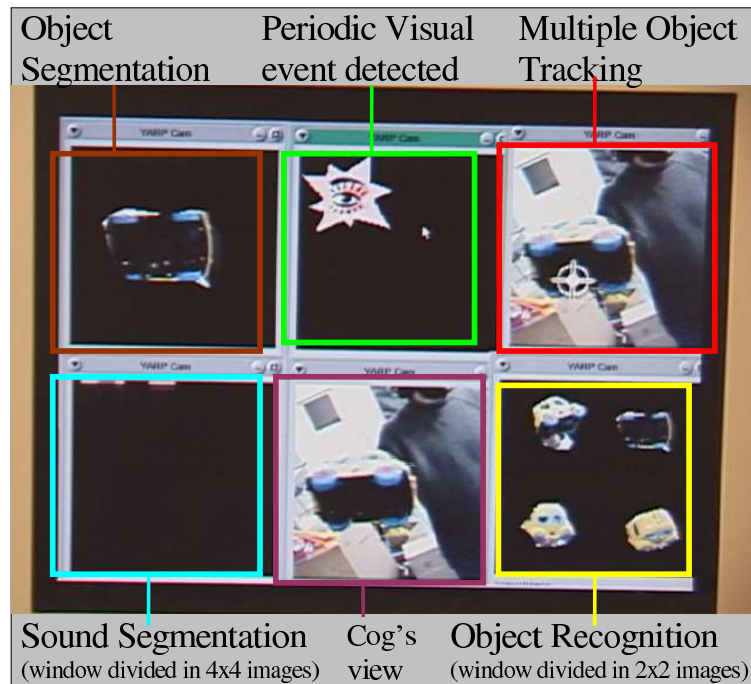 Object
Segmentation
Periodic Visual
event detected
Multiple Object
Tracking
YARP Cam
YARP Cam
YARP Cam
YARP Cam
YARP Cam
YARP Cam
Sound Segmentation
(window divided in 4x4 images)
Cog's
view
Object Recognition
(window divided in 2x2 images)